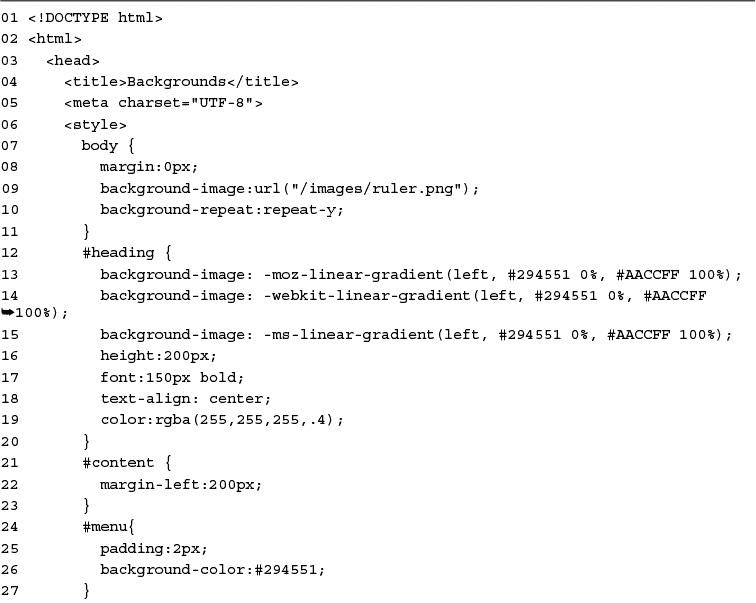 01 <!DOCTYPE html>
02 <html>
03   <head>
04     <title>Backgrounds</title>
05     <meta charset="UTF-8">
06     <style>
07       body {
08         margin:0px;
09         background-image:url("/images/ruler.png");
10         background-repeat:repeat-y;
11       }
12       #heading {
13         background-image: -moz-linear-gradient(left, #294551 0%, #AACCFF 100%);
14         background-image: -webkit-linear-gradient(left, #294551 0%, #AACCFF
➥100%);
15         background-image: -ms-linear-gradient(left, #294551 0%, #AACCFF 100%);
16         height:200px;
17         font:150px bold;
18         text-align: center;
19         color:rgba(255,255,255,.4);
20       }
21       #content {
22         margin-left:200px;
23       }
24       #menu{
25         padding:2px;
26         background-color:#294551;
27       }